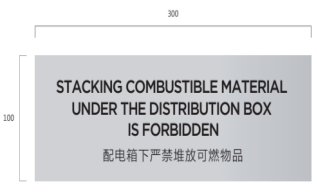 300
100
STACKING COMBUSTIBLE MATERIAL
UNDER THE DISTRIBUTION BOX
IS FORBIDDEN
配电箱下严禁堆放可燃物品